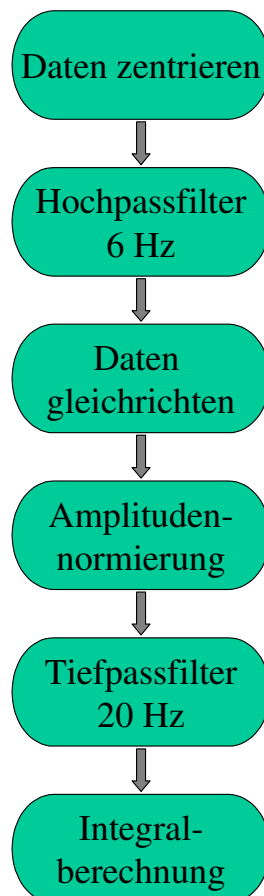 Daten zentrieren
Hochpassfilter
6 Hz
Daten
gleichrichten
Amplituden-
normierung
Tiefpassfilter
20 Hz
Integral-
berechnung